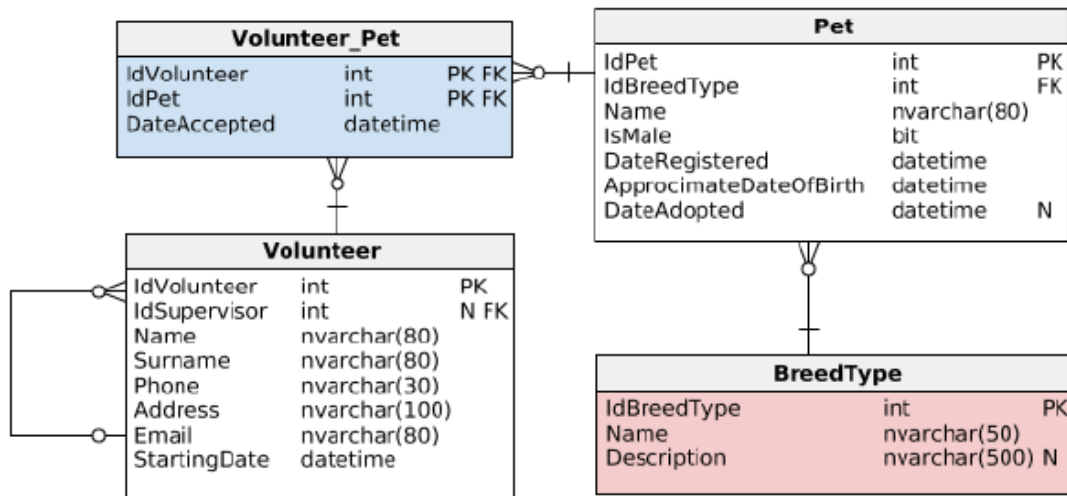 Volunteer_Pet
IdVolunteer int PK FK
IdPet int PK FK
DateAccepted datetime
Pet
IdPet int PK
IdBreedType int FK
Name nvarchar(80)
IsMale bit
DateRegistered datetime
ApprocimateDateOfBirth datetime
DateAdopted datetime N
Volunteer
IdVolunteer int PK
IdSupervisor int N FK
Name nvarchar(80)
Surname nvarchar(80)
Phone nvarchar(30)
Address nvarchar(100)
Email nvarchar(80)
StartingDate datetime
BreedType
IdBreedType int PK
Name nvarchar(50)
Description nvarchar(500) N